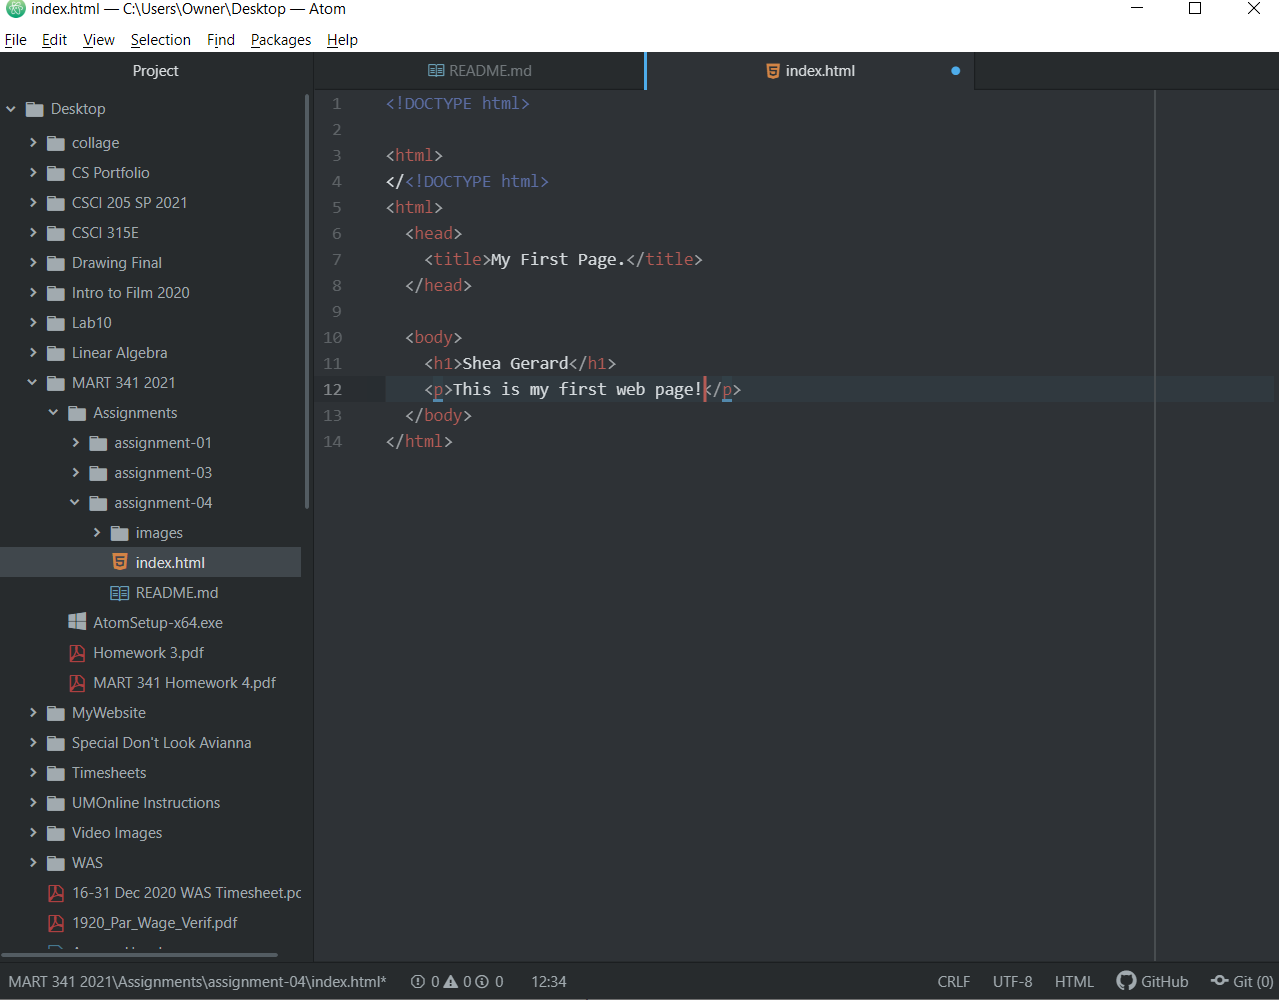 index.html — C:\Users\Owner\Desktop — Atom
File Edit View Selection Find Packages Help
Project
README.md
index.html
Desktop
collage
CS Portfolio
CSCI 205 SP 2021
CSCI 315E
Drawing Final
Intro to Film 2020
Lab10
Linear Algebra
MART 341 2021
Assignments
assignment-01
assignment-03
assignment-04
images
index.html
README.md
AtomSetup-x64.exe
Homework 3.pdf
MART 341 Homework 4.pdf
MyWebsite
Special Don't Look Avianna
Timesheets
UMOnline Instructions
Video Images
WAS
16-31 Dec 2020 WAS Timesheet.pd
1920_Par_Wage_Verif.pdf
1 <!DOCTYPE html>
2
3 <html>
4 </<!DOCTYPE html>
5 <html>
6 <head>
7 <title>My First Page.</title>
8 </head>
9
10 <body>
11 <h1>Shea Gerard</h1>
12 <p>This is my first web page!</p>
13 </body>
14 </html>
MART 341 2021\Assignments\assignment-04\index.html* 0 0 0 12:34 CRLF UTF-8 HTML GitHub Git (0)